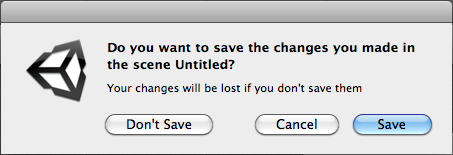 Do you want to save the changes you made in
the scene Untitled?
Your changes will be lost if you don't save them
Don't Save
Cancel
Save